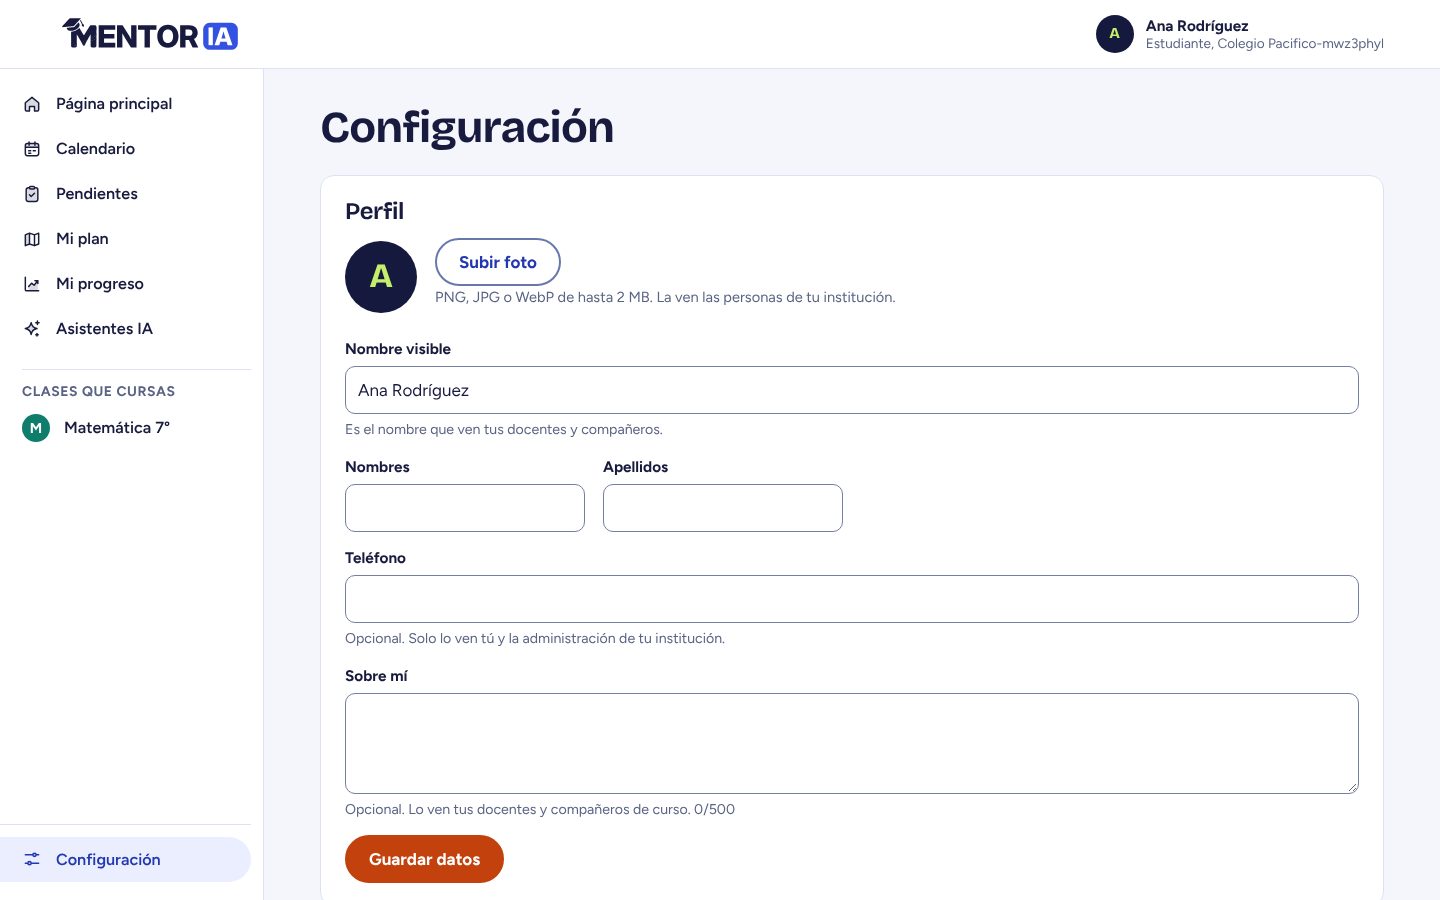 MENTOR IA
A
Ana Rodríguez
Estudiante, Colegio Pacifico-mwz3phyl
Página principal
Calendario
Pendientes
Mi plan
Mi progreso
Asistentes IA
CLASES QUE CURSAS
M
Matemática 7°
Configuración
Configuración
Perfil
A
Subir foto
PNG, JPG o WebP de hasta 2 MB. La ven las personas de tu institución.
Nombre visible
Ana Rodríguez
Es el nombre que ven tus docentes y compañeros.
Nombres Apellidos
Teléfono
Opcional. Solo lo ven tú y la administración de tu institución.
Sobre mí
Opcional. Lo ven tus docentes y compañeros de curso. 0/500
Guardar datos